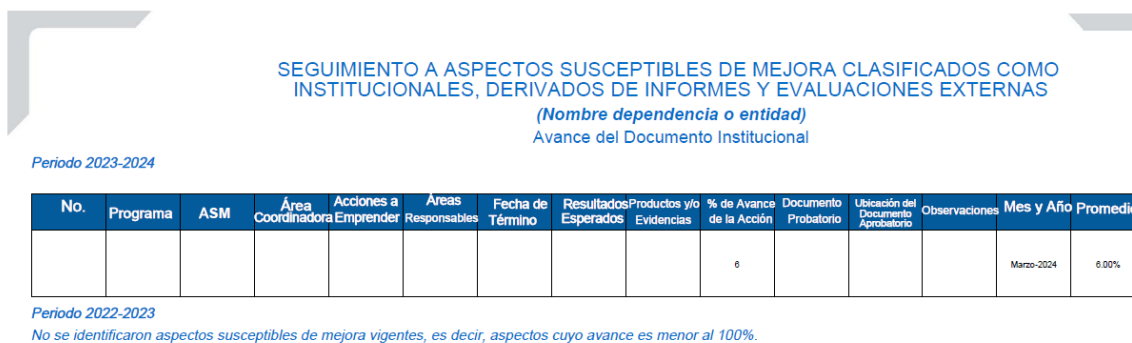 SEGUIMIENTO A ASPECTOS SUSCEPTIBLES DE MEJORA CLASIFICADOS COMO
INSTITUCIONALES, DERIVADOS DE INFORMES Y EVALUACIONES EXTERNAS
(Nombre dependencia o entidad)
Avance del Documento Institucional
Periodo 2023-2024
No. Programa ASM Área Coordinadora Acciones a Emprender Áreas Responsables Fecha de Término Resultados Esperados Productos y/o Evidencias % de Avance de la Acción Documento Probatorio Ubicación del Documento Aprobatorio Observaciones Mes y Año Promedio
6 Marzo-2024 6.00%
Periodo 2022-2023
No se identificaron aspectos susceptibles de mejora vigentes, es decir, aspectos cuyo avance es menor al 100%.